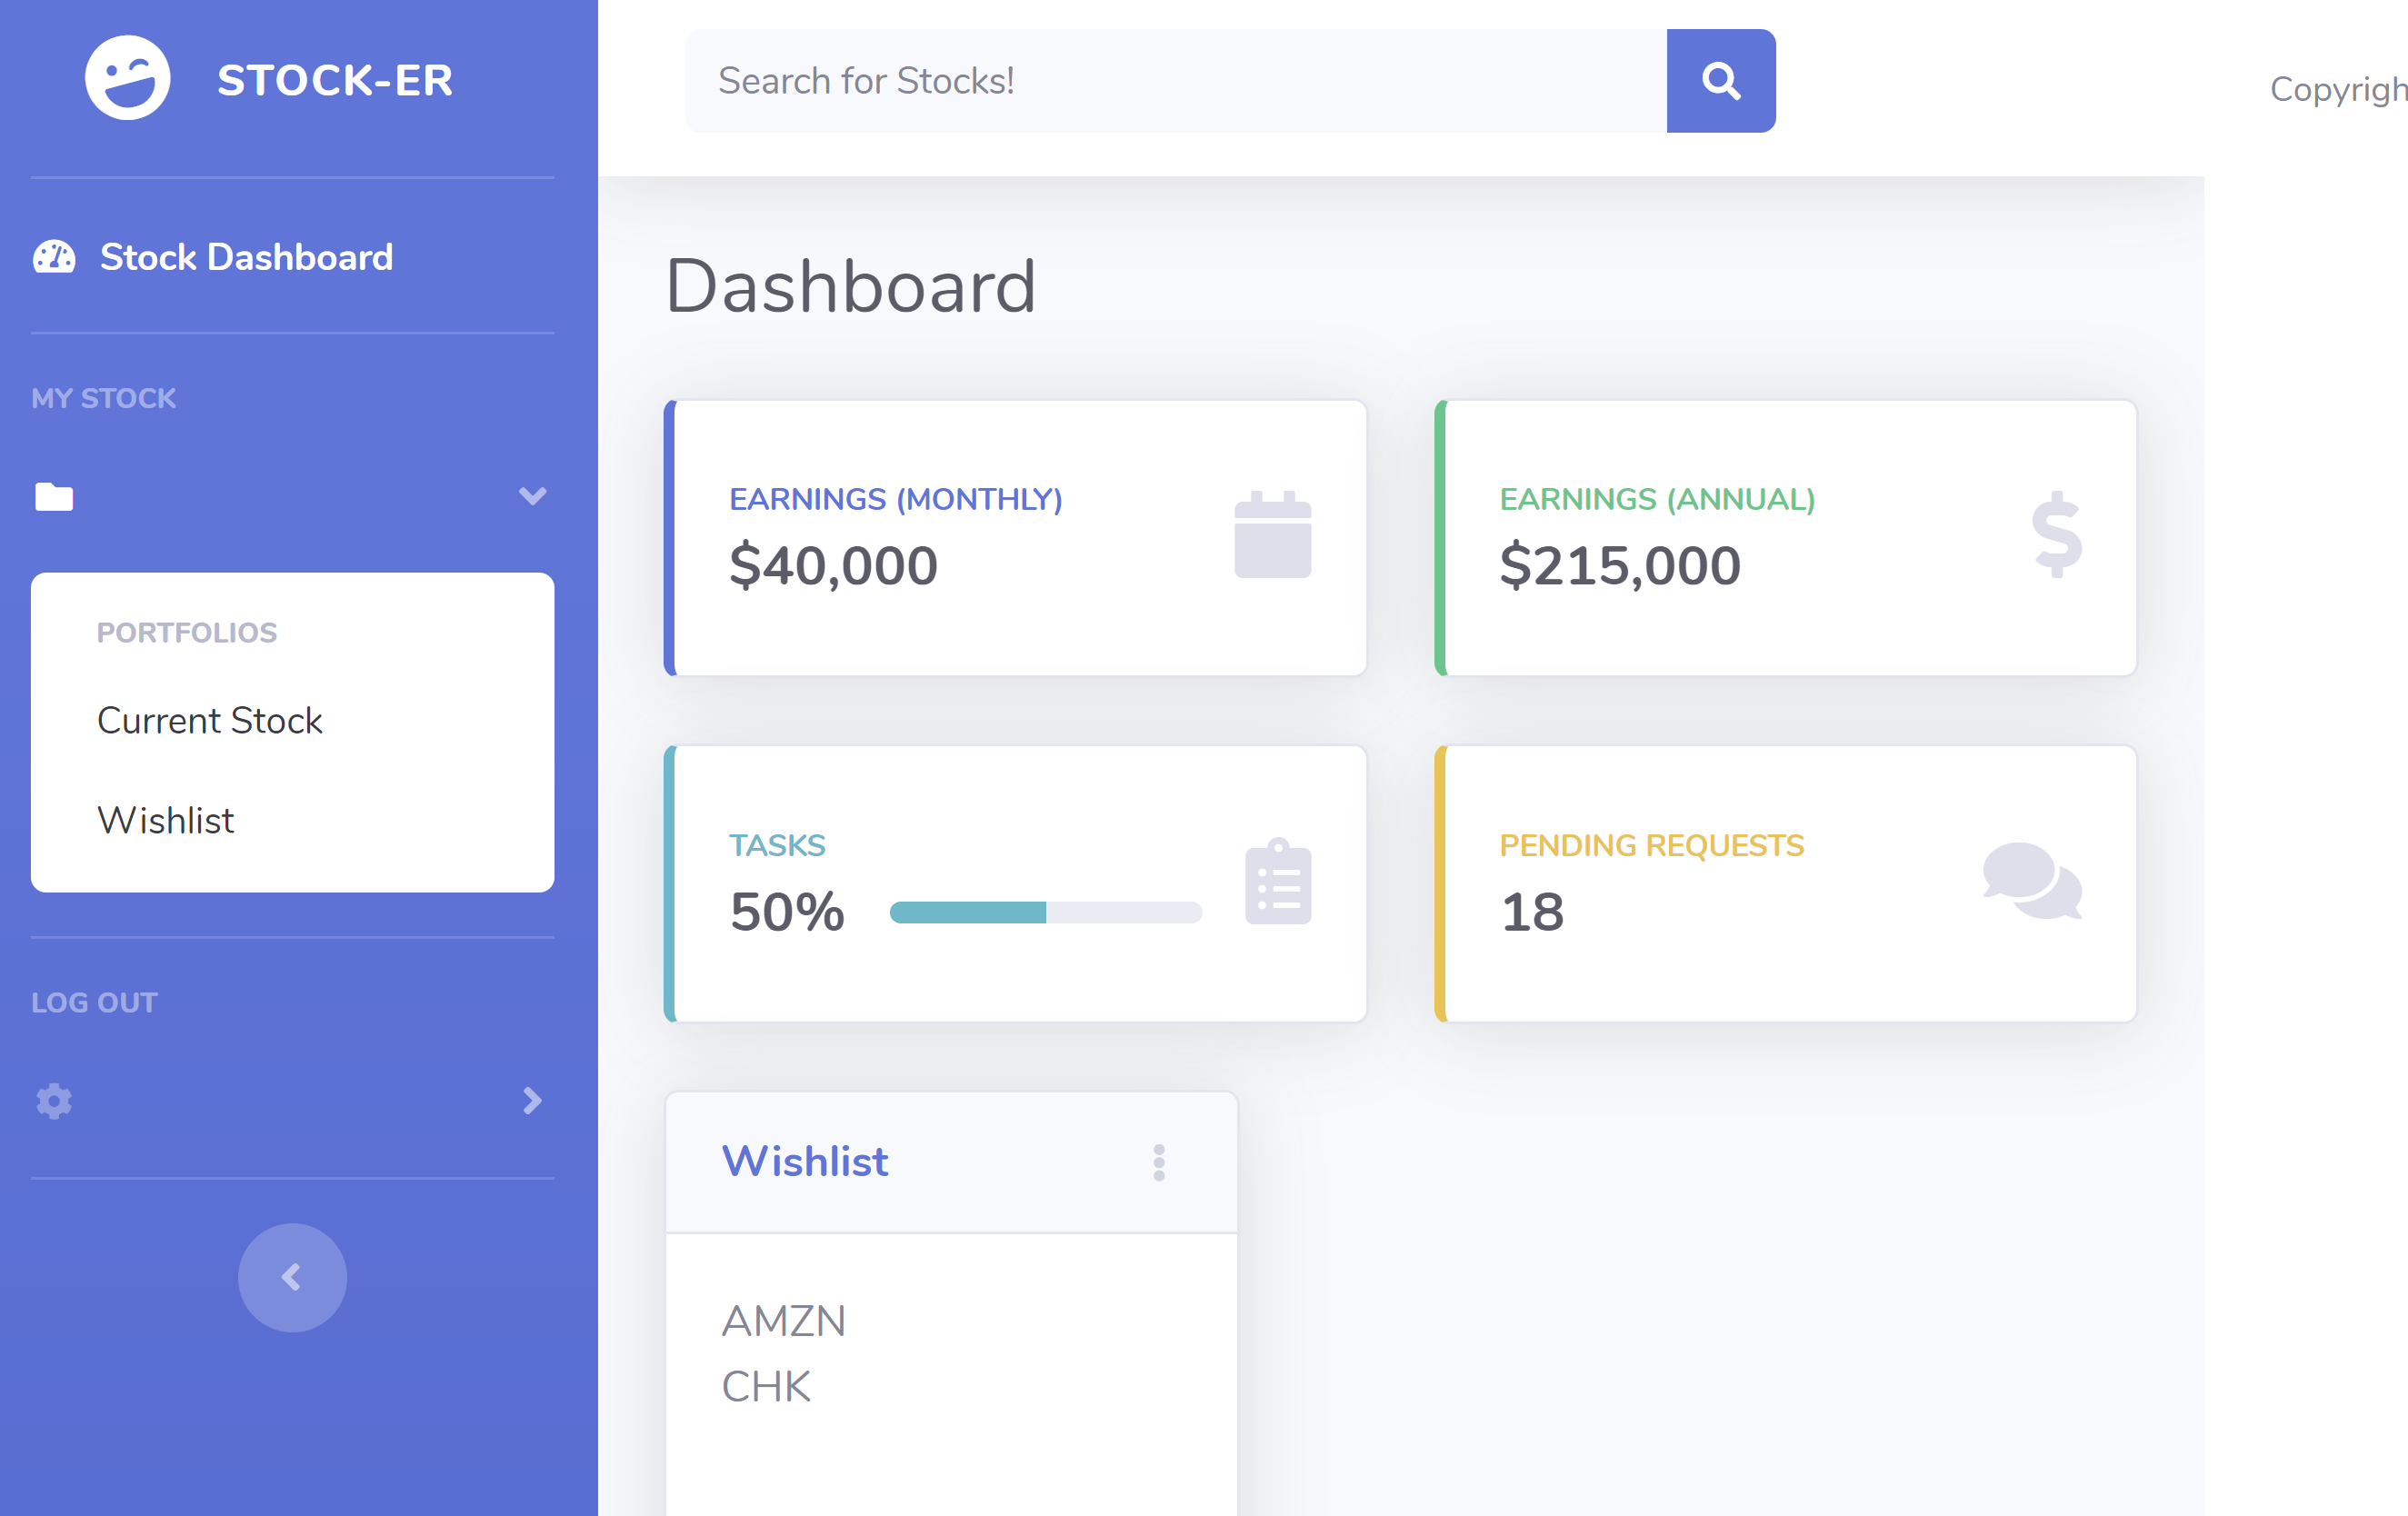 STOCK-ER
Stock Dashboard
MY STOCK
PORTFOLIOS
Current Stock
Wishlist
LOG OUT
Search for Stocks!
Dashboard
EARNINGS (MONTHLY)
$40,000
EARNINGS (ANNUAL)
$215,000
TASKS
50%
PENDING REQUESTS
18
Wishlist
AMZN
CHK